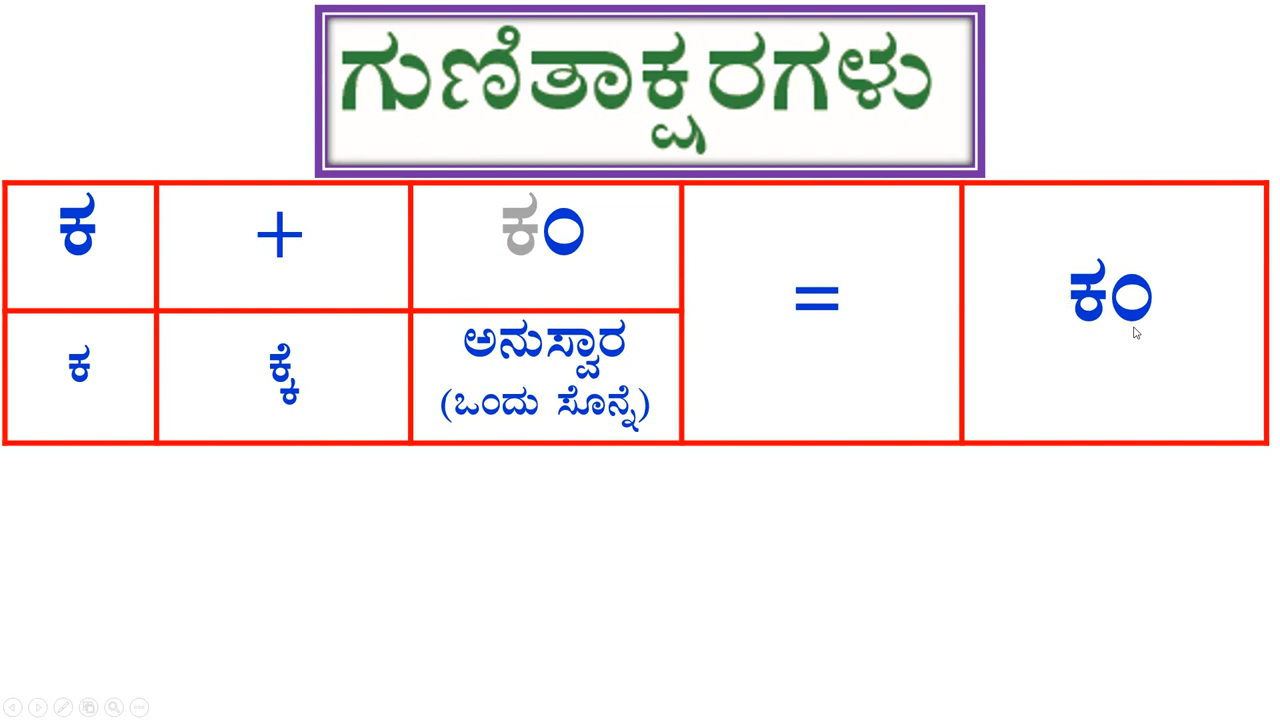 ಗುಣಿತಾಕ್ಷರಗಳು
ಕ + ಕಂ = ಕಂ
ಕ ಕ್ಕೆ ಅನುಸ್ವಾರ
(ಒಂದು ಸೊನ್ನೆ)